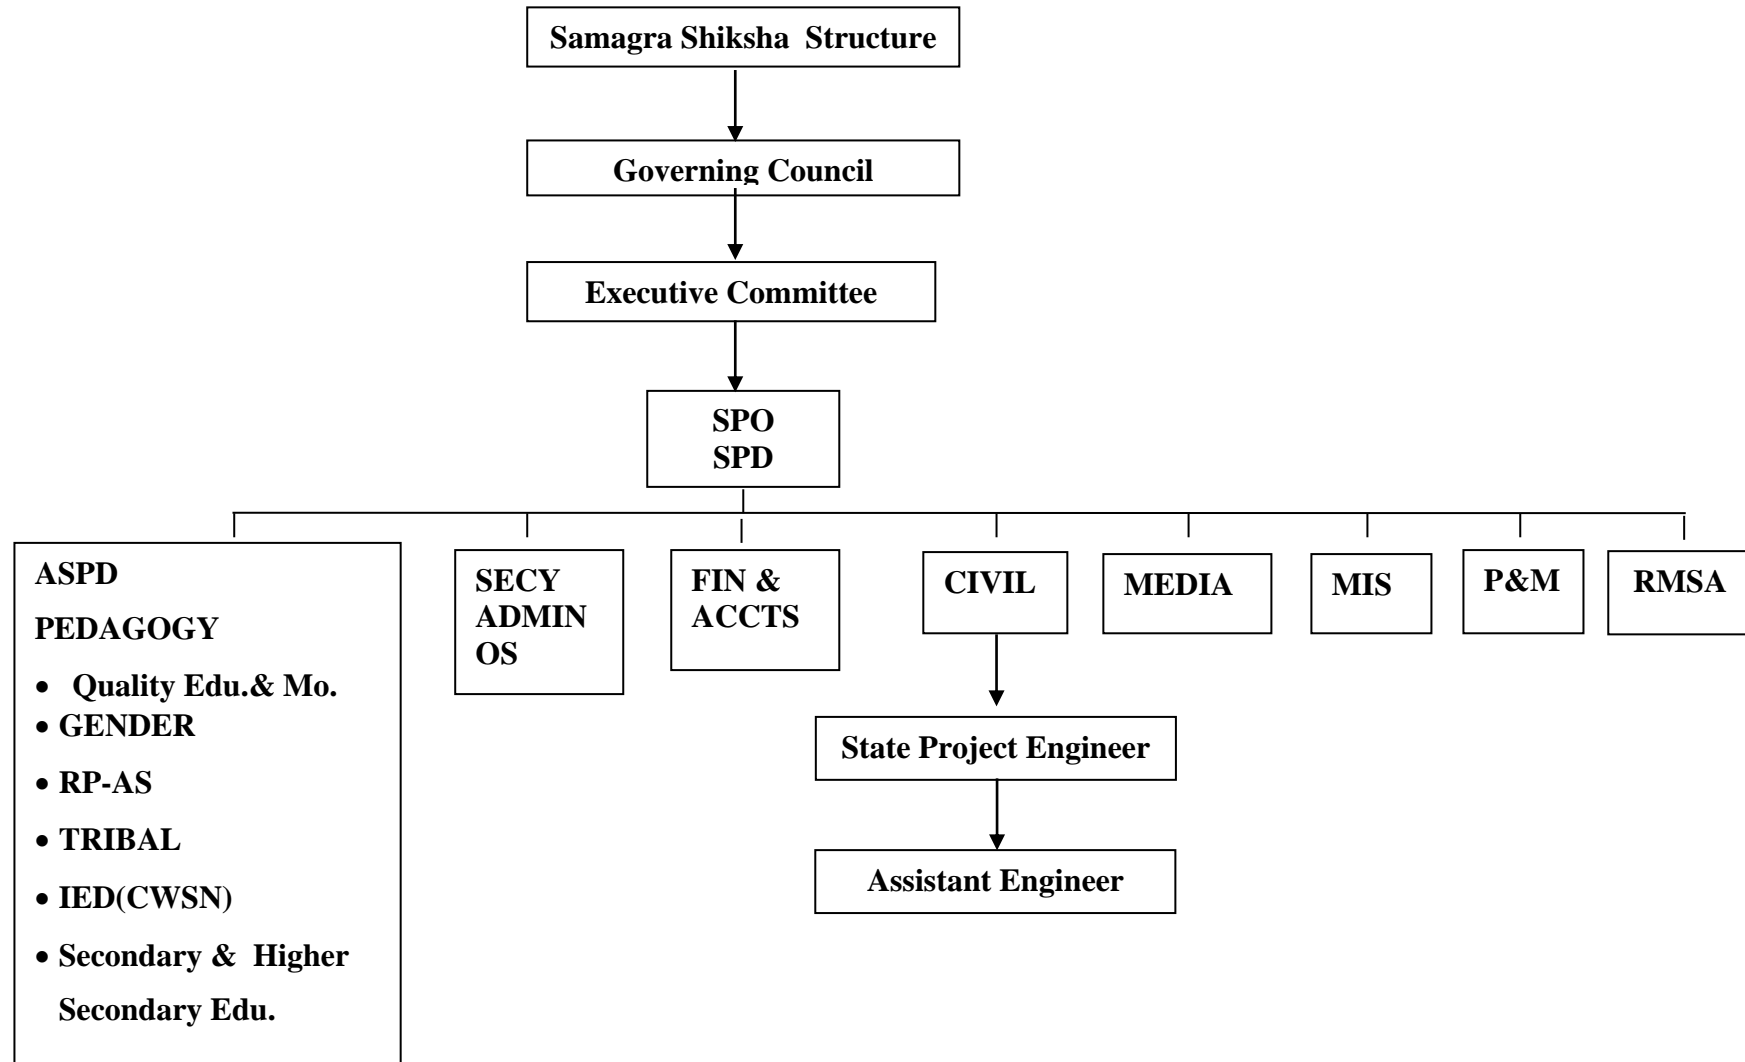 Samagra Shiksha  Structure
Governing Council
Executive Committee
SPO
SPD
ASPD
PEDAGOGY
• Quality Edu.& Mo.
• GENDER
• RP-AS
• TRIBAL
• IED(CWSN)
• Secondary &  Higher
Secondary Edu.
SECY
ADMIN
OS
FIN &
ACCTS
CIVIL
MEDIA
MIS
P&M
RMSA
State Project Engineer
Assistant Engineer